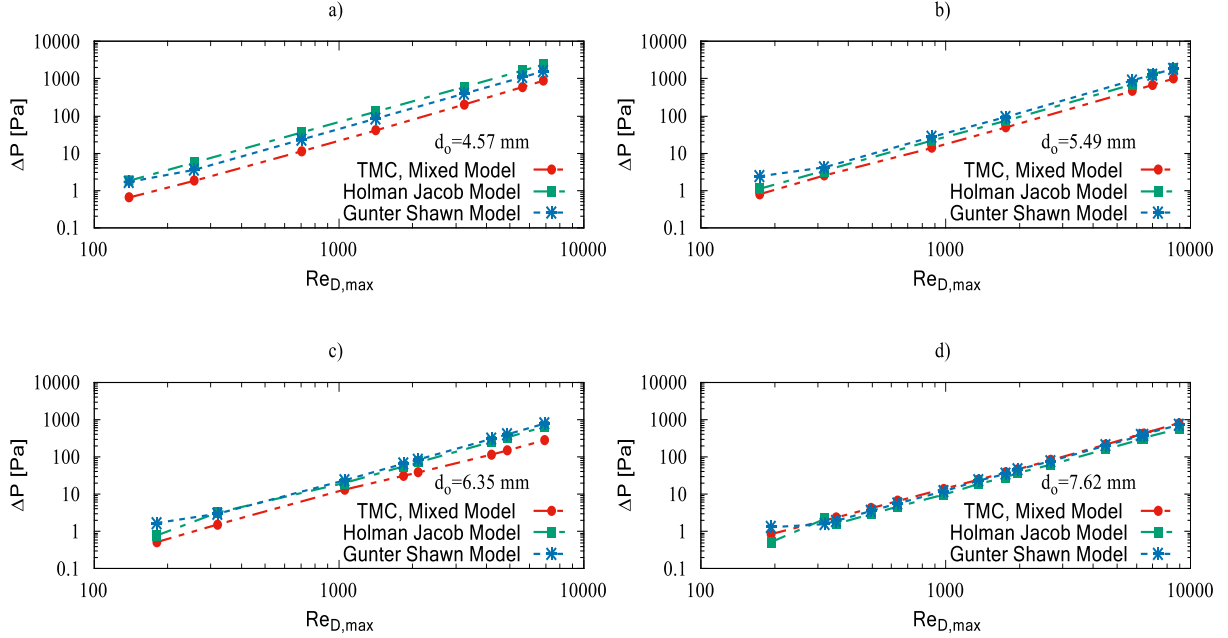 a)
10000
1000
100
10
1
0.1
ΔP [Pa]
d_o=4.57 mm
TMC, Mixed Model
Holman Jacob Model
Gunter Shawn Model
100 1000 10000
Re_D,max
b)
10000
1000
100
10
1
0.1
ΔP [Pa]
d_o=5.49 mm
TMC, Mixed Model
Holman Jacob Model
Gunter Shawn Model
100 1000 10000
Re_D,max
c)
10000
1000
100
10
1
0.1
ΔP [Pa]
d_o=6.35 mm
TMC, Mixed Model
Holman Jacob Model
Gunter Shawn Model
100 1000 10000
Re_D,max
d)
10000
1000
100
10
1
0.1
ΔP [Pa]
d_o=7.62 mm
TMC, Mixed Model
Holman Jacob Model
Gunter Shawn Model
100 1000 10000
Re_D,max